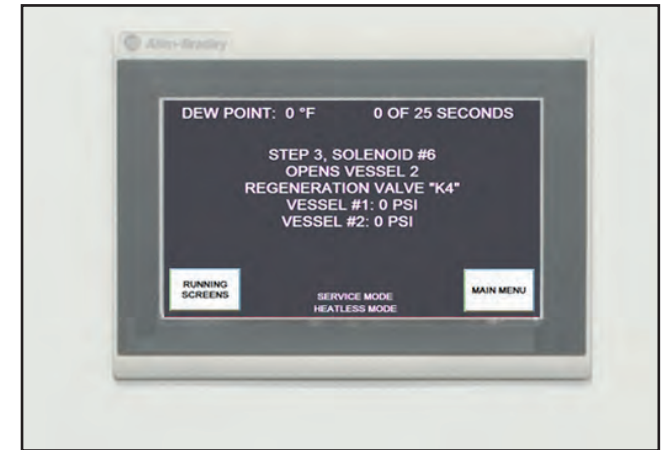 Allen-Bradley
DEW POINT: 0 °F 0 OF 25 SECONDS
STEP 3, SOLENOID #6
OPENS VESSEL 2
REGENERATION VALVE "K4"
VESSEL #1: 0 PSI
VESSEL #2: 0 PSI
RUNNING
SCREENS
SERVICE MODE
HEATLESS MODE
MAIN MENU